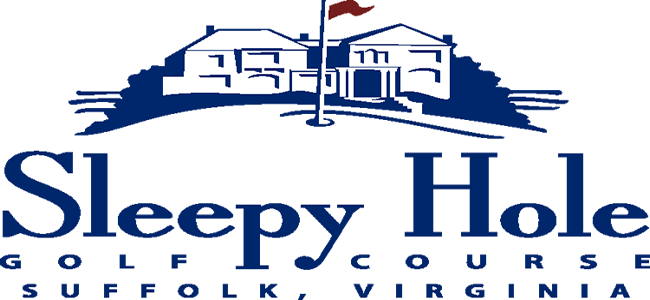 Sleepy Hole
GOLF COURSE
SUFFOLK, VIRGINIA